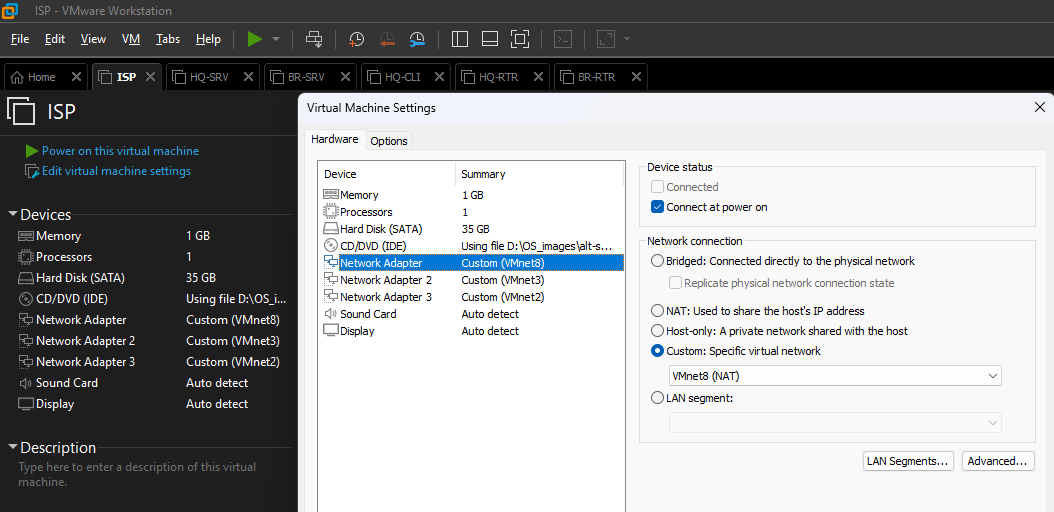 ISP - VMware Workstation
File Edit View VM Tabs Help
Home ISP HQ-SRV BR-SRV HQ-CLI HQ-RTR BR-RTR
ISP
Power on this virtual machine
Edit virtual machine settings
Devices
Memory 1 GB
Processors 1
Hard Disk (SATA) 35 GB
CD/DVD (IDE) Using file D:\OS_i...
Network Adapter Custom (VMnet8)
Network Adapter 2 Custom (VMnet3)
Network Adapter 3 Custom (VMnet2)
Sound Card Auto detect
Display Auto detect
Description
Type here to enter a description of this virtual
machine.
Virtual Machine Settings
Hardware Options
Device Summary
Memory 1 GB
Processors 1
Hard Disk (SATA) 35 GB
CD/DVD (IDE) Using file D:\OS_images\alt-s...
Network Adapter Custom (VMnet8)
Network Adapter 2 Custom (VMnet3)
Network Adapter 3 Custom (VMnet2)
Sound Card Auto detect
Display Auto detect
Device status
Connected
Connect at power on
Network connection
Bridged: Connected directly to the physical network
Replicate physical network connection state
NAT: Used to share the host's IP address
Host-only: A private network shared with the host
Custom: Specific virtual network
VMnet8 (NAT)
LAN segment:
LAN Segments... Advanced...